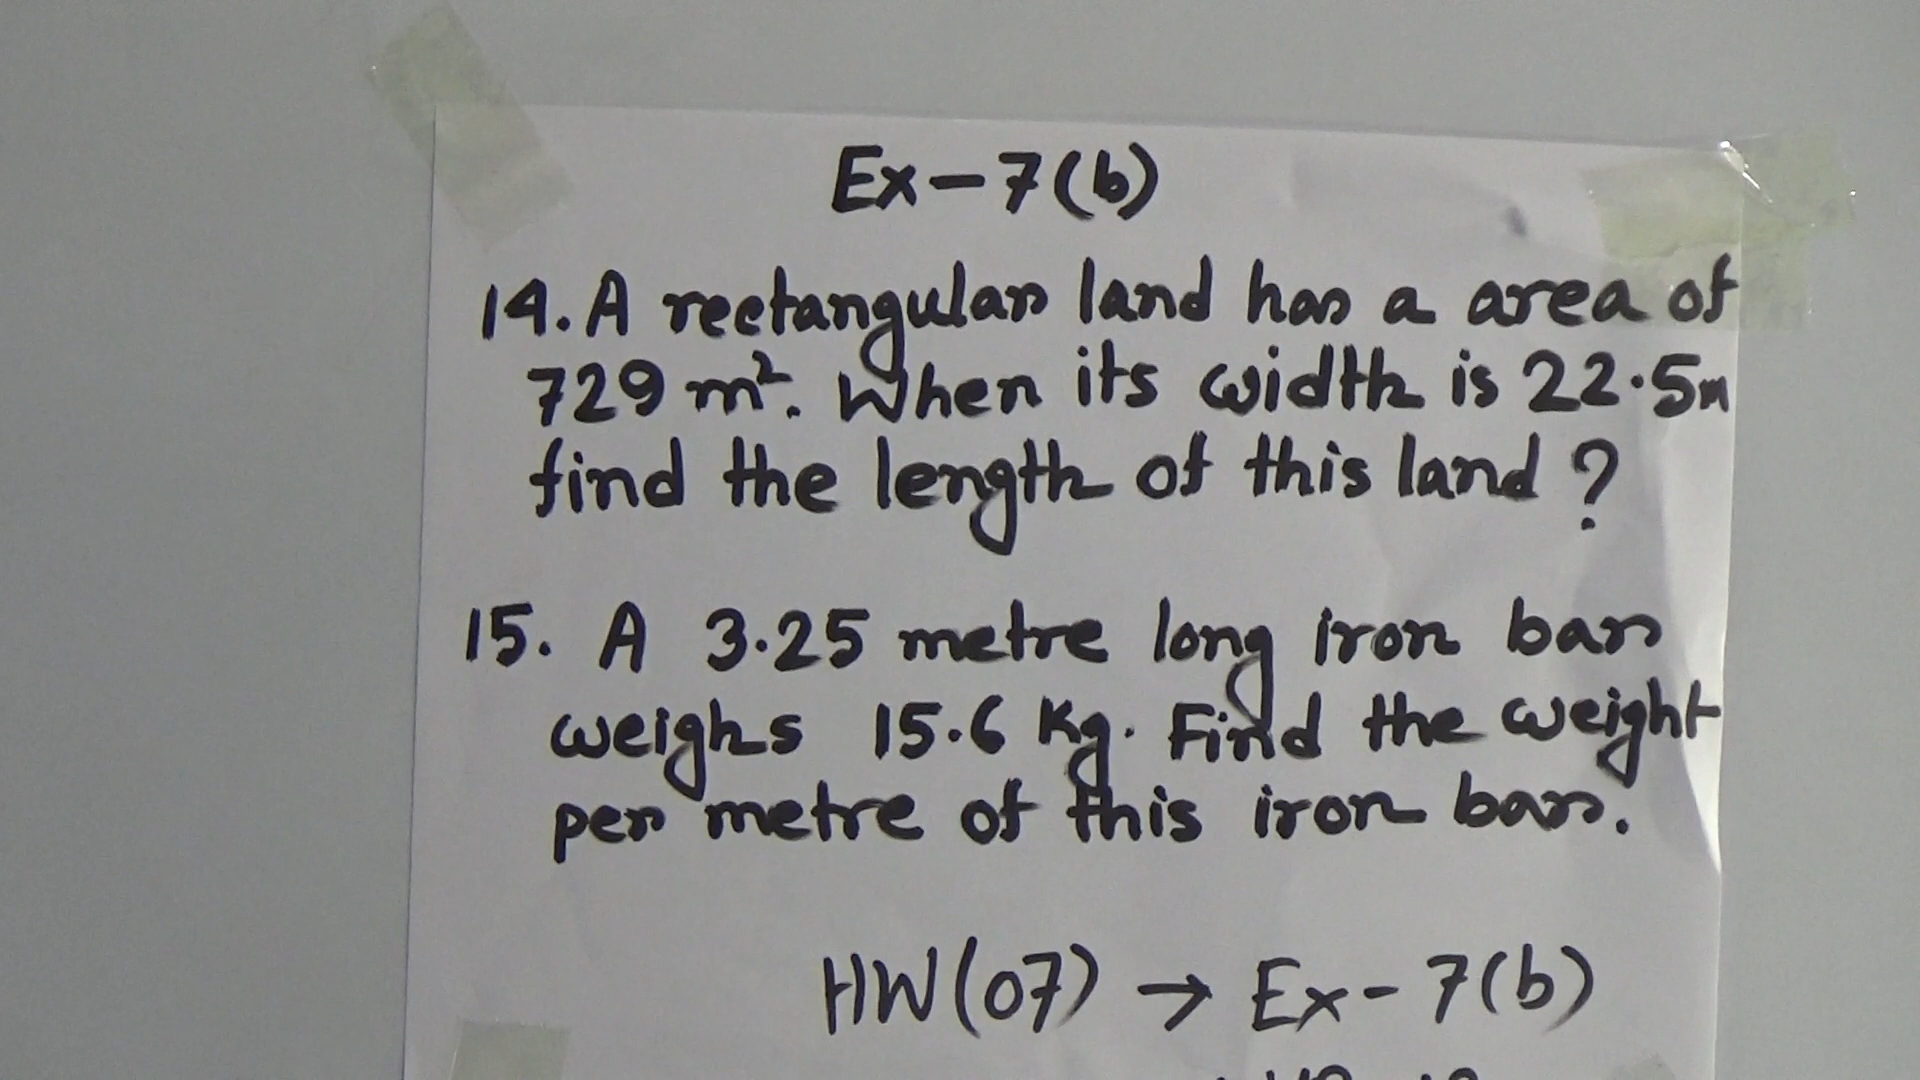 Ex-7(b)
14. A rectangular land has a area of
729 m². When its width is 22.5m
find the length of this land?
15. A 3.25 metre long iron bar
weighs 15.6 Kg. Find the weight
per metre of this iron bar.
HW(07) → Ex-7(b)